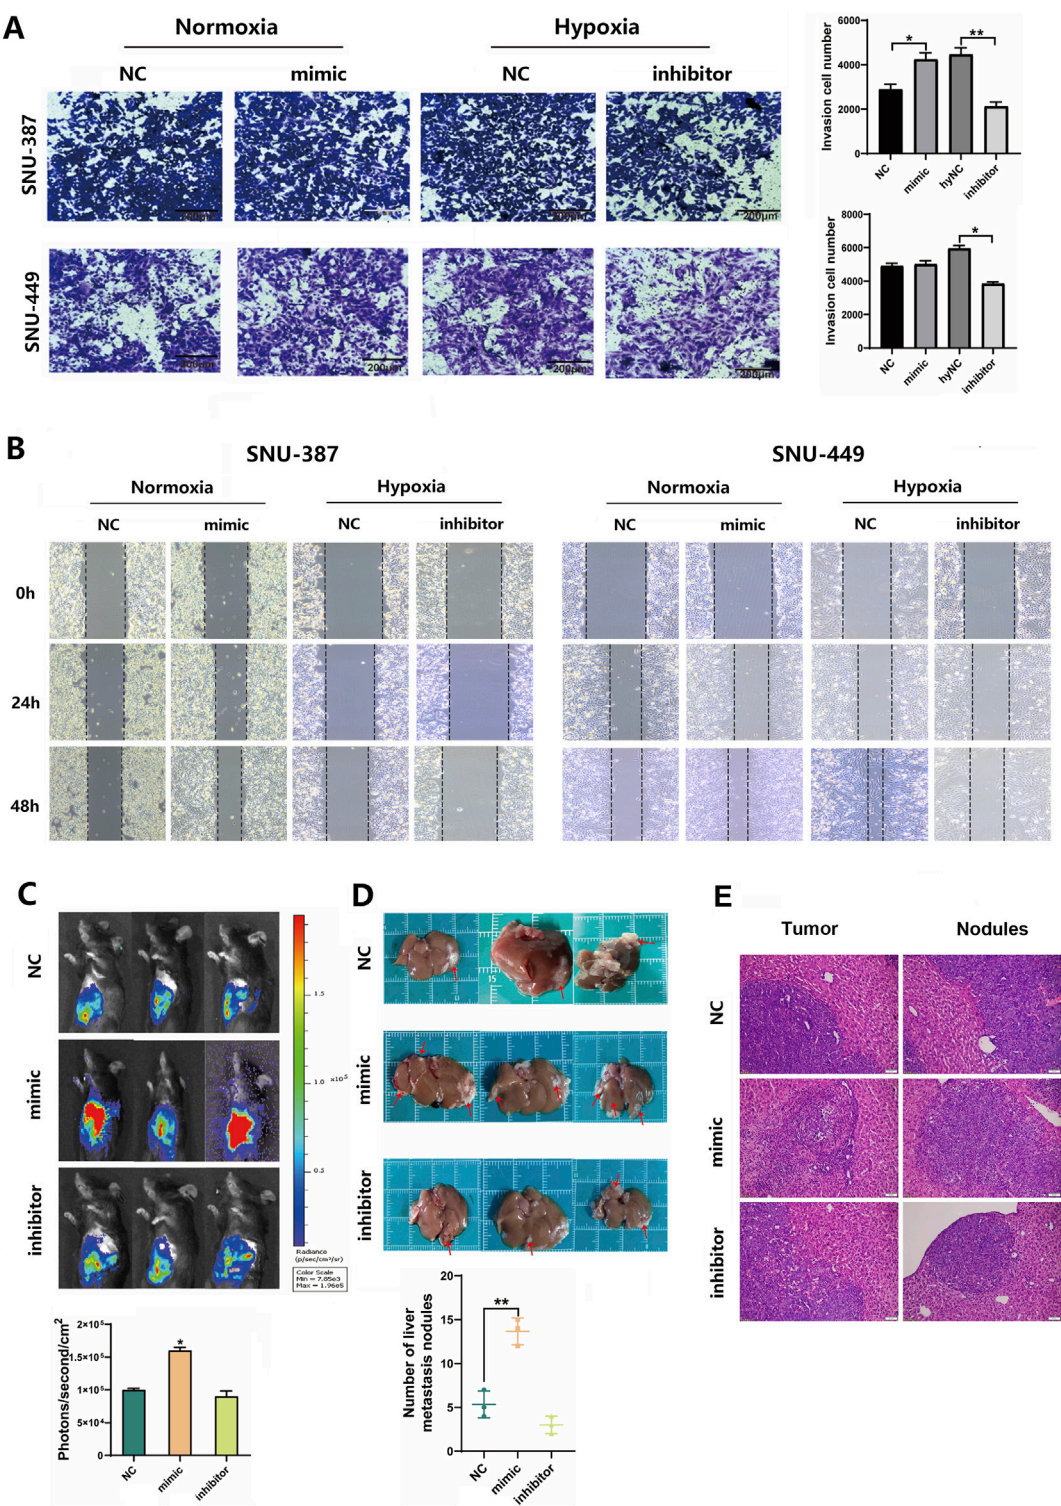 A
Normoxia
Hypoxia
NC
mimic
NC
inhibitor
SNU-387
200μm
200μm
200μm
SNU-449
200μm
200μm
200μm
200μm
Invasion cell number
6000
4000
2000
0
*
**
NC
mimic
hyNC
inhibitor
Invasion cell number
8000
6000
4000
2000
0
*
NC
mimic
hyNC
inhibitor
B
SNU-387
SNU-449
Normoxia
Hypoxia
Normoxia
Hypoxia
NC
mimic
NC
inhibitor
NC
mimic
NC
inhibitor
0h
24h
48h
C
NC
mimic
inhibitor
1.5
1.0
x10⁵
0.5
Radiance
(p/sec/cm²/sr)
Color Scale
Min = 7.85e3
Max = 1.96e5
Photons/second/cm²
2×10⁵
1.5×10⁵
1×10⁵
5×10⁴
0
*
NC
mimic
inhibitor
D
NC
15
mimic
inhibitor
Number of liver
metastasis nodules
20
15
10
5
0
**
NC
mimic
inhibitor
E
Tumor
Nodules
NC
mimic
inhibitor